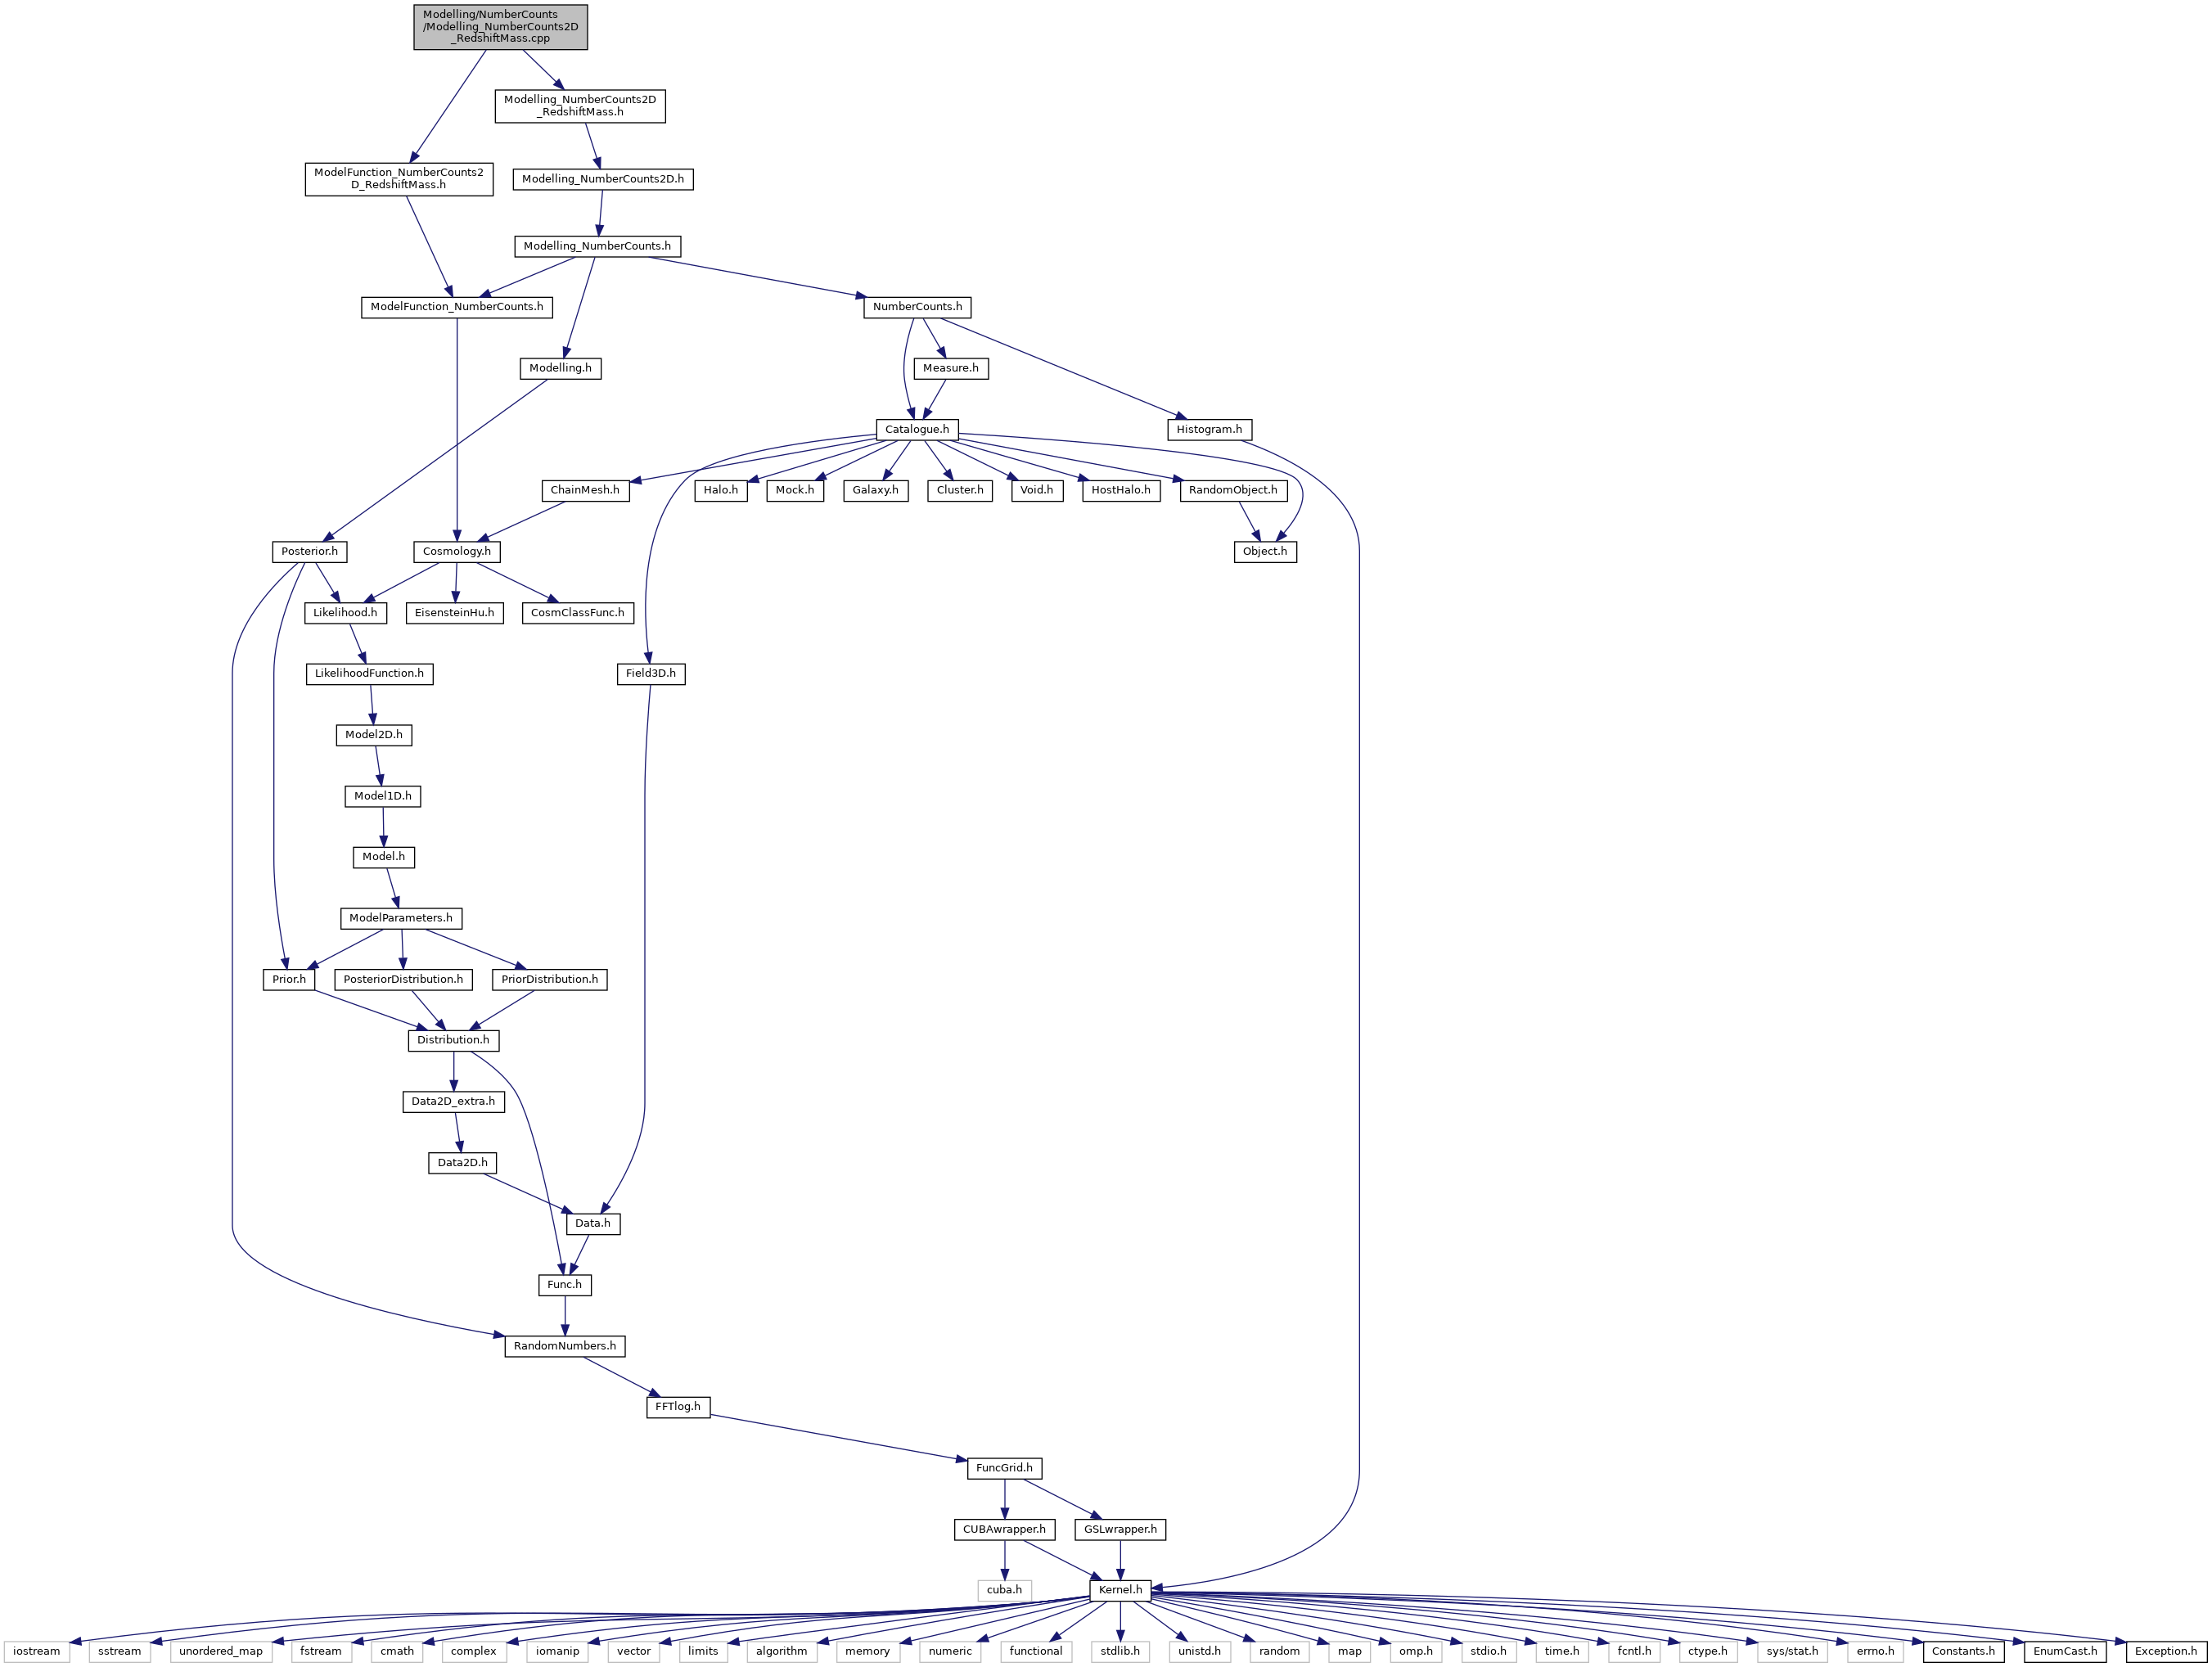 Modelling/NumberCounts
/Modelling_NumberCounts2D
_RedshiftMass.cpp
Modelling_NumberCounts2D
_RedshiftMass.h
ModelFunction_NumberCounts2
D_RedshiftMass.h
Modelling_NumberCounts2D.h
Modelling_NumberCounts.h
ModelFunction_NumberCounts.h
NumberCounts.h
Modelling.h
Measure.h
Catalogue.h
Histogram.h
ChainMesh.h
Halo.h
Mock.h
Galaxy.h
Cluster.h
Void.h
HostHalo.h
RandomObject.h
Posterior.h
Cosmology.h
Object.h
Likelihood.h
EisensteinHu.h
CosmClassFunc.h
LikelihoodFunction.h
Field3D.h
Model2D.h
Model1D.h
Model.h
ModelParameters.h
Prior.h
PosteriorDistribution.h
PriorDistribution.h
Distribution.h
Data2D_extra.h
Data2D.h
Data.h
Func.h
RandomNumbers.h
FFTlog.h
FuncGrid.h
CUBAwrapper.h
GSLwrapper.h
cuba.h
Kernel.h
iostream
sstream
unordered_map
fstream
cmath
complex
iomanip
vector
limits
algorithm
memory
numeric
functional
stdlib.h
unistd.h
random
map
omp.h
stdio.h
time.h
fcntl.h
ctype.h
sys/stat.h
errno.h
Constants.h
EnumCast.h
Exception.h